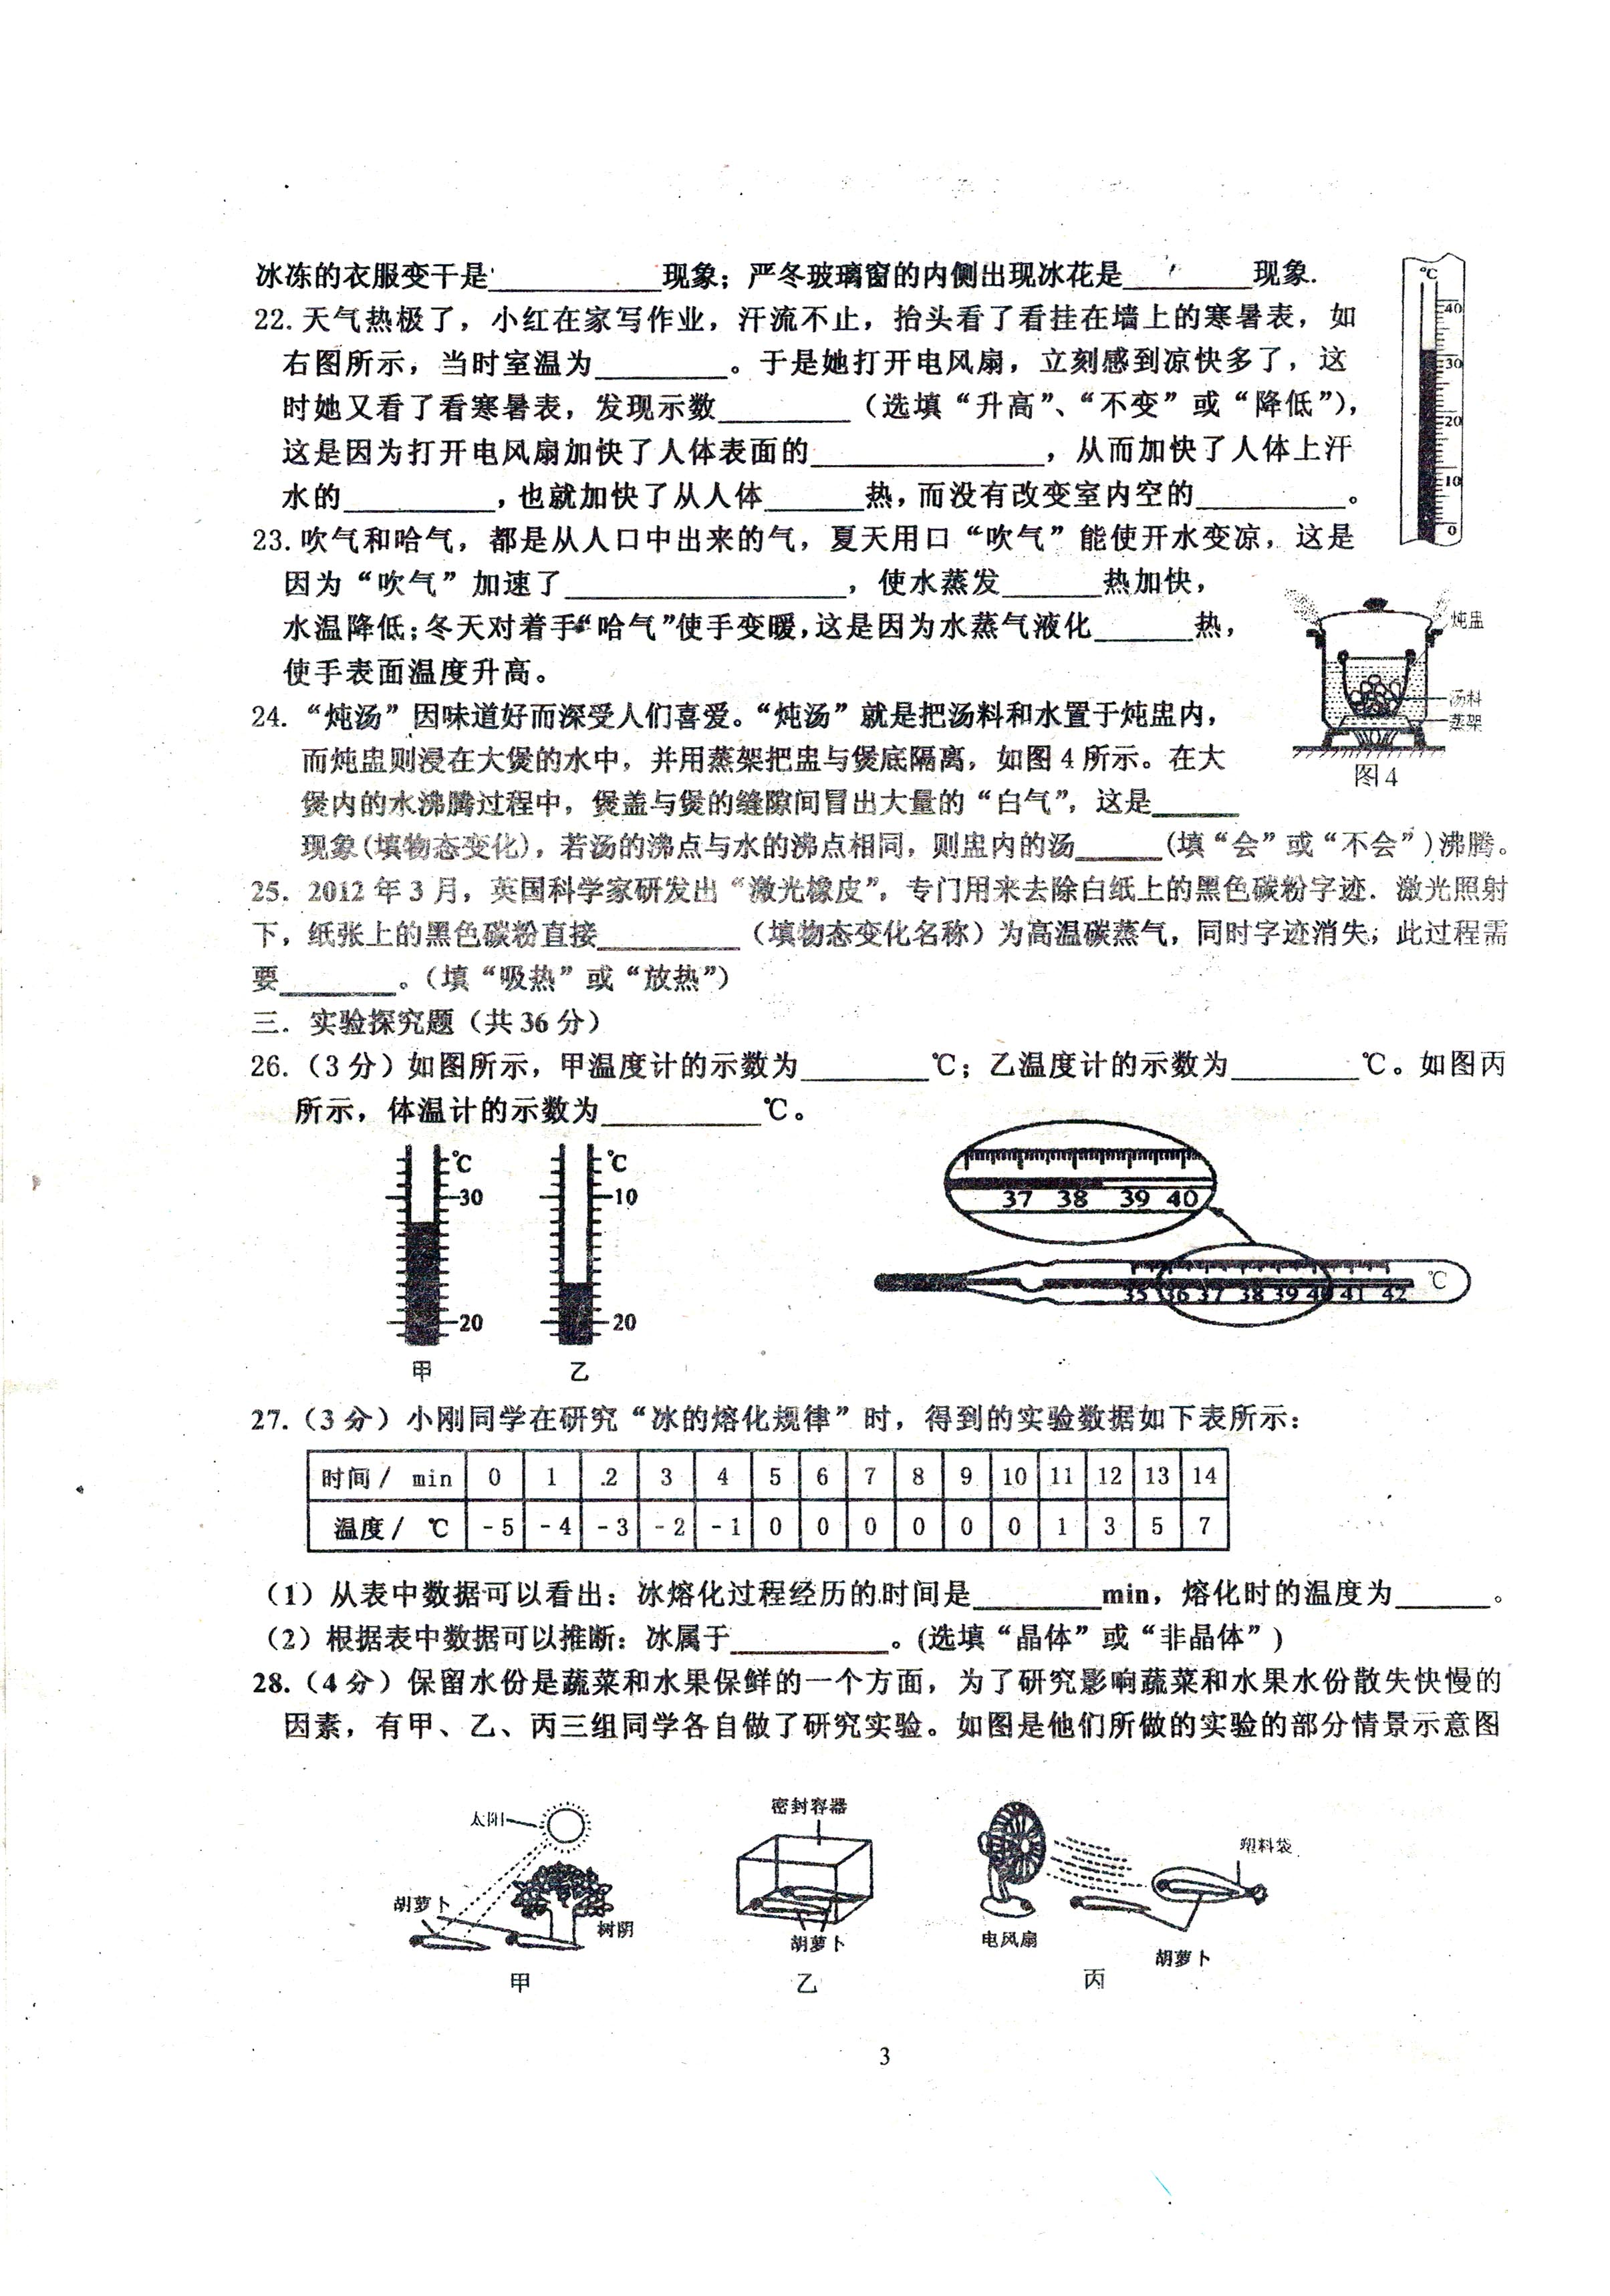 冰冻的衣服变干是____________现象；严冬玻璃窗的内侧出现冰花是_________现象.
22.天气热极了，小红在家写作业，汗流不止，抬头看了看挂在墙上的寒暑表，如
右图所示，当时室温为_________。于是她打开电风扇，立刻感到凉快多了，这
时她又看了看寒暑表，发现示数_________（选填“升高”、“不变”或“降低”），
这是因为打开电风扇加快了人体表面的________________，从而加快了人体上汗
水的__________，也就加快了从人体_______热，而没有改变室内空的__________。
℃
40
30
20
10
0
23.吹气和哈气，都是从人口中出来的气，夏天用口“吹气”能使开水变凉，这是
因为“吹气”加速了___________________，使水蒸发_______热加快，
水温降低；冬天对着手“哈气”使手变暖，这是因为水蒸气液化_______热，
使手表面温度升高。
24.“炖汤”因味道好而深受人们喜爱。“炖汤”就是把汤料和水置于炖盅内，
而炖盅则浸在大煲的水中，并用蒸架把盅与煲底隔离，如图4所示。在大
煲内的水沸腾过程中，煲盖与煲的缝隙间冒出大量的“白气”，这是______
现象(填物态变化)，若汤的沸点与水的沸点相同，则盅内的汤______(填“会”或“不会”)沸腾。
炖盅
汤料
蒸架
图4
25．2012年3月，英国科学家研发出“激光橡皮”，专门用来去除白纸上的黑色碳粉字迹．激光照射
下，纸张上的黑色碳粉直接__________（填物态变化名称）为高温碳蒸气，同时字迹消失；此过程需
要________。（填“吸热”或“放热”）
三．实验探究题（共36分）
26.（3分）如图所示，甲温度计的示数为_________℃；乙温度计的示数为_________℃。如图丙
所示，体温计的示数为___________℃。
℃
30
20
甲
℃
10
20
乙
37 38 39 40
35 36 37 38 39 40 41 42 ℃
27.（3分）小刚同学在研究“冰的熔化规律”时，得到的实验数据如下表所示：
时间/ min 0 1 2 3 4 5 6 7 8 9 10 11 12 13 14
温度/ ℃ -5 -4 -3 -2 -1 0 0 0 0 0 0 1 3 5 7
（1）从表中数据可以看出：冰熔化过程经历的时间是_________min，熔化时的温度为_______。
（2）根据表中数据可以推断：冰属于___________。(选填“晶体”或“非晶体”)
28.（4分）保留水份是蔬菜和水果保鲜的一个方面，为了研究影响蔬菜和水果水份散失快慢的
因素，有甲、乙、丙三组同学各自做了研究实验。如图是他们所做的实验的部分情景示意图
太阳
胡萝卜
树阴
甲
密封容器
胡萝卜
乙
塑料袋
电风扇
胡萝卜
丙
3